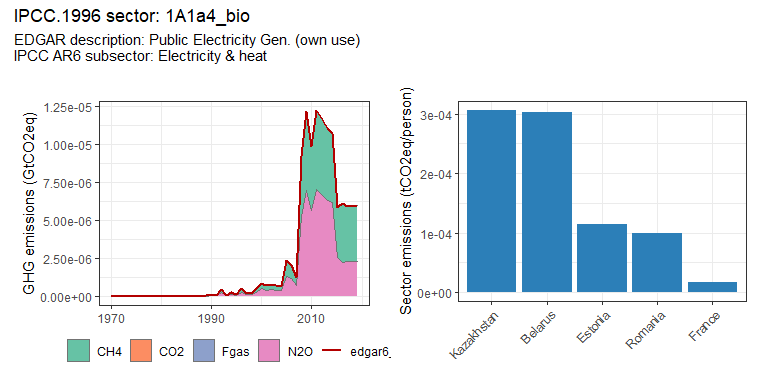 IPCC.1996 sector: 1A1a4_bio
EDGAR description: Public Electricity Gen. (own use)
IPCC AR6 subsector: Electricity & heat
GHG emissions (GtCO2eq)
1.25e-05
1.00e-05
7.50e-06
5.00e-06
2.50e-06
0.00e+00
1970
1990
2010
CH4
CO2
Fgas
N2O
edgar6_
Sector emissions (tCO2eq/person)
3e-04
2e-04
1e-04
0e+00
Kazakhstan
Belarus
Estonia
Romania
France